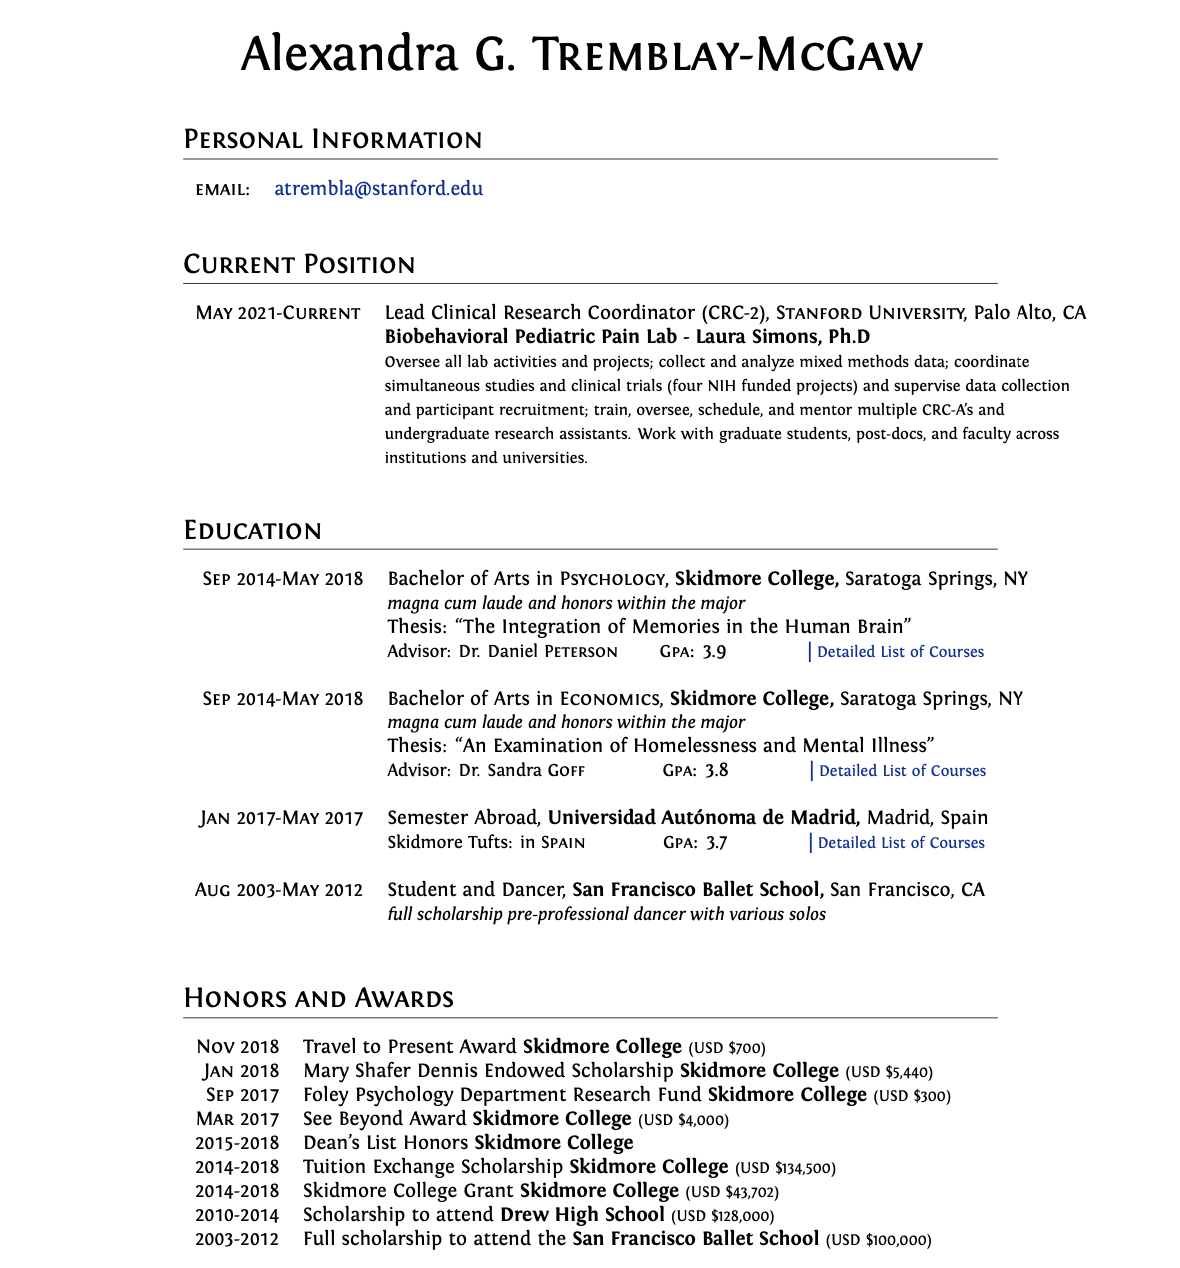 Alexandra G. Tremblay-McGaw
Personal Information
email: atrembla@stanford.edu
Current Position
May 2021-Current Lead Clinical Research Coordinator (CRC-2), Stanford University, Palo Alto, CA
Biobehavioral Pediatric Pain Lab - Laura Simons, Ph.D
Oversee all lab activities and projects; collect and analyze mixed methods data; coordinate
simultaneous studies and clinical trials (four NIH funded projects) and supervise data collection
and participant recruitment; train, oversee, schedule, and mentor multiple CRC-A's and
undergraduate research assistants. Work with graduate students, post-docs, and faculty across
institutions and universities.
Education
Sep 2014-May 2018 Bachelor of Arts in Psychology, Skidmore College, Saratoga Springs, NY
magna cum laude and honors within the major
Thesis: “The Integration of Memories in the Human Brain”
Advisor: Dr. Daniel Peterson Gpa: 3.9 | Detailed List of Courses
Sep 2014-May 2018 Bachelor of Arts in Economics, Skidmore College, Saratoga Springs, NY
magna cum laude and honors within the major
Thesis: “An Examination of Homelessness and Mental Illness”
Advisor: Dr. Sandra Goff Gpa: 3.8 | Detailed List of Courses
Jan 2017-May 2017 Semester Abroad, Universidad Autónoma de Madrid, Madrid, Spain
Skidmore Tufts: in Spain Gpa: 3.7 | Detailed List of Courses
Aug 2003-May 2012 Student and Dancer, San Francisco Ballet School, San Francisco, CA
full scholarship pre-professional dancer with various solos
Honors and Awards
Nov 2018 Travel to Present Award Skidmore College (USD $700)
Jan 2018 Mary Shafer Dennis Endowed Scholarship Skidmore College (USD $5,440)
Sep 2017 Foley Psychology Department Research Fund Skidmore College (USD $300)
Mar 2017 See Beyond Award Skidmore College (USD $4,000)
2015-2018 Dean's List Honors Skidmore College
2014-2018 Tuition Exchange Scholarship Skidmore College (USD $134,500)
2014-2018 Skidmore College Grant Skidmore College (USD $43,702)
2010-2014 Scholarship to attend Drew High School (USD $128,000)
2003-2012 Full scholarship to attend the San Francisco Ballet School (USD $100,000)